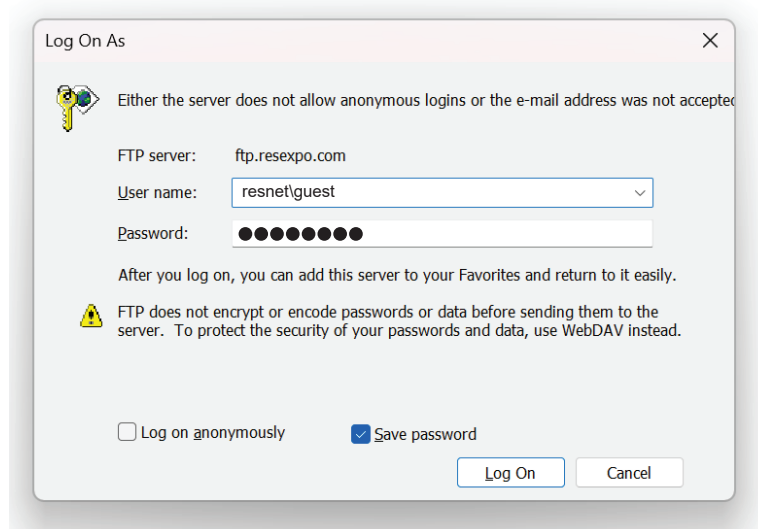 Log On As
Either the server does not allow anonymous logins or the e-mail address was not accepted
FTP server: ftp.resexpo.com
User name: resnet\guest
Password: ●●●●●●●●
After you log on, you can add this server to your Favorites and return to it easily.
FTP does not encrypt or encode passwords or data before sending them to the
server. To protect the security of your passwords and data, use WebDAV instead.
Log on anonymously Save password
Log On Cancel